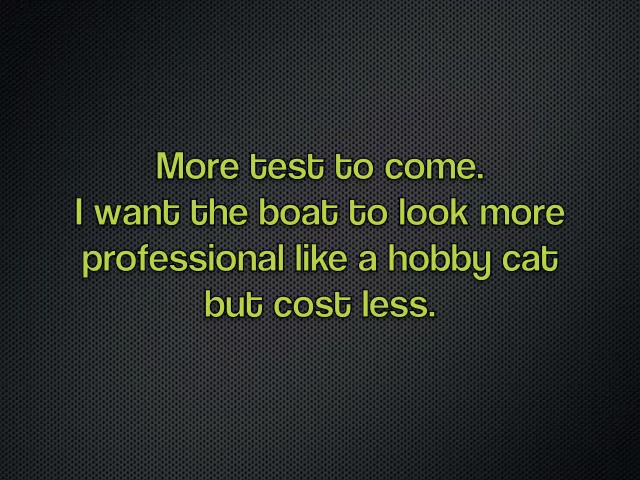 More test to come.
I want the boat to look more
professional like a hobby cat
but cost less.